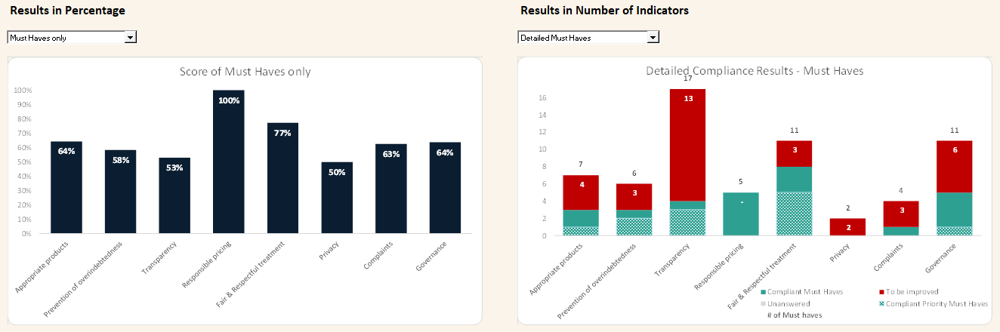 Results in Percentage
Must Haves only
Score of Must Haves only
100%
90%
80%
70%
60%
50%
40%
30%
20%
10%
0%
64%
58%
53%
100%
77%
50%
63%
64%
Appropriate products
Prevention of overindebtedness
Transparency
Responsible pricing
Fair & Respectful treatment
Privacy
Complaints
Governance
Results in Number of Indicators
Detailed Must Haves
Detailed Compliance Results - Must Haves
16
14
12
10
8
6
4
2
0
7
4
6
3
17
13
5
-
11
3
2
2
4
3
11
6
Appropriate products
Prevention of overindebtedness
Transparency
Responsible pricing
Fair & Respectful treatment
Privacy
Complaints
Governance
Compliant Must Haves
To be improved
Unanswered
Compliant Priority Must Haves
# of Must haves